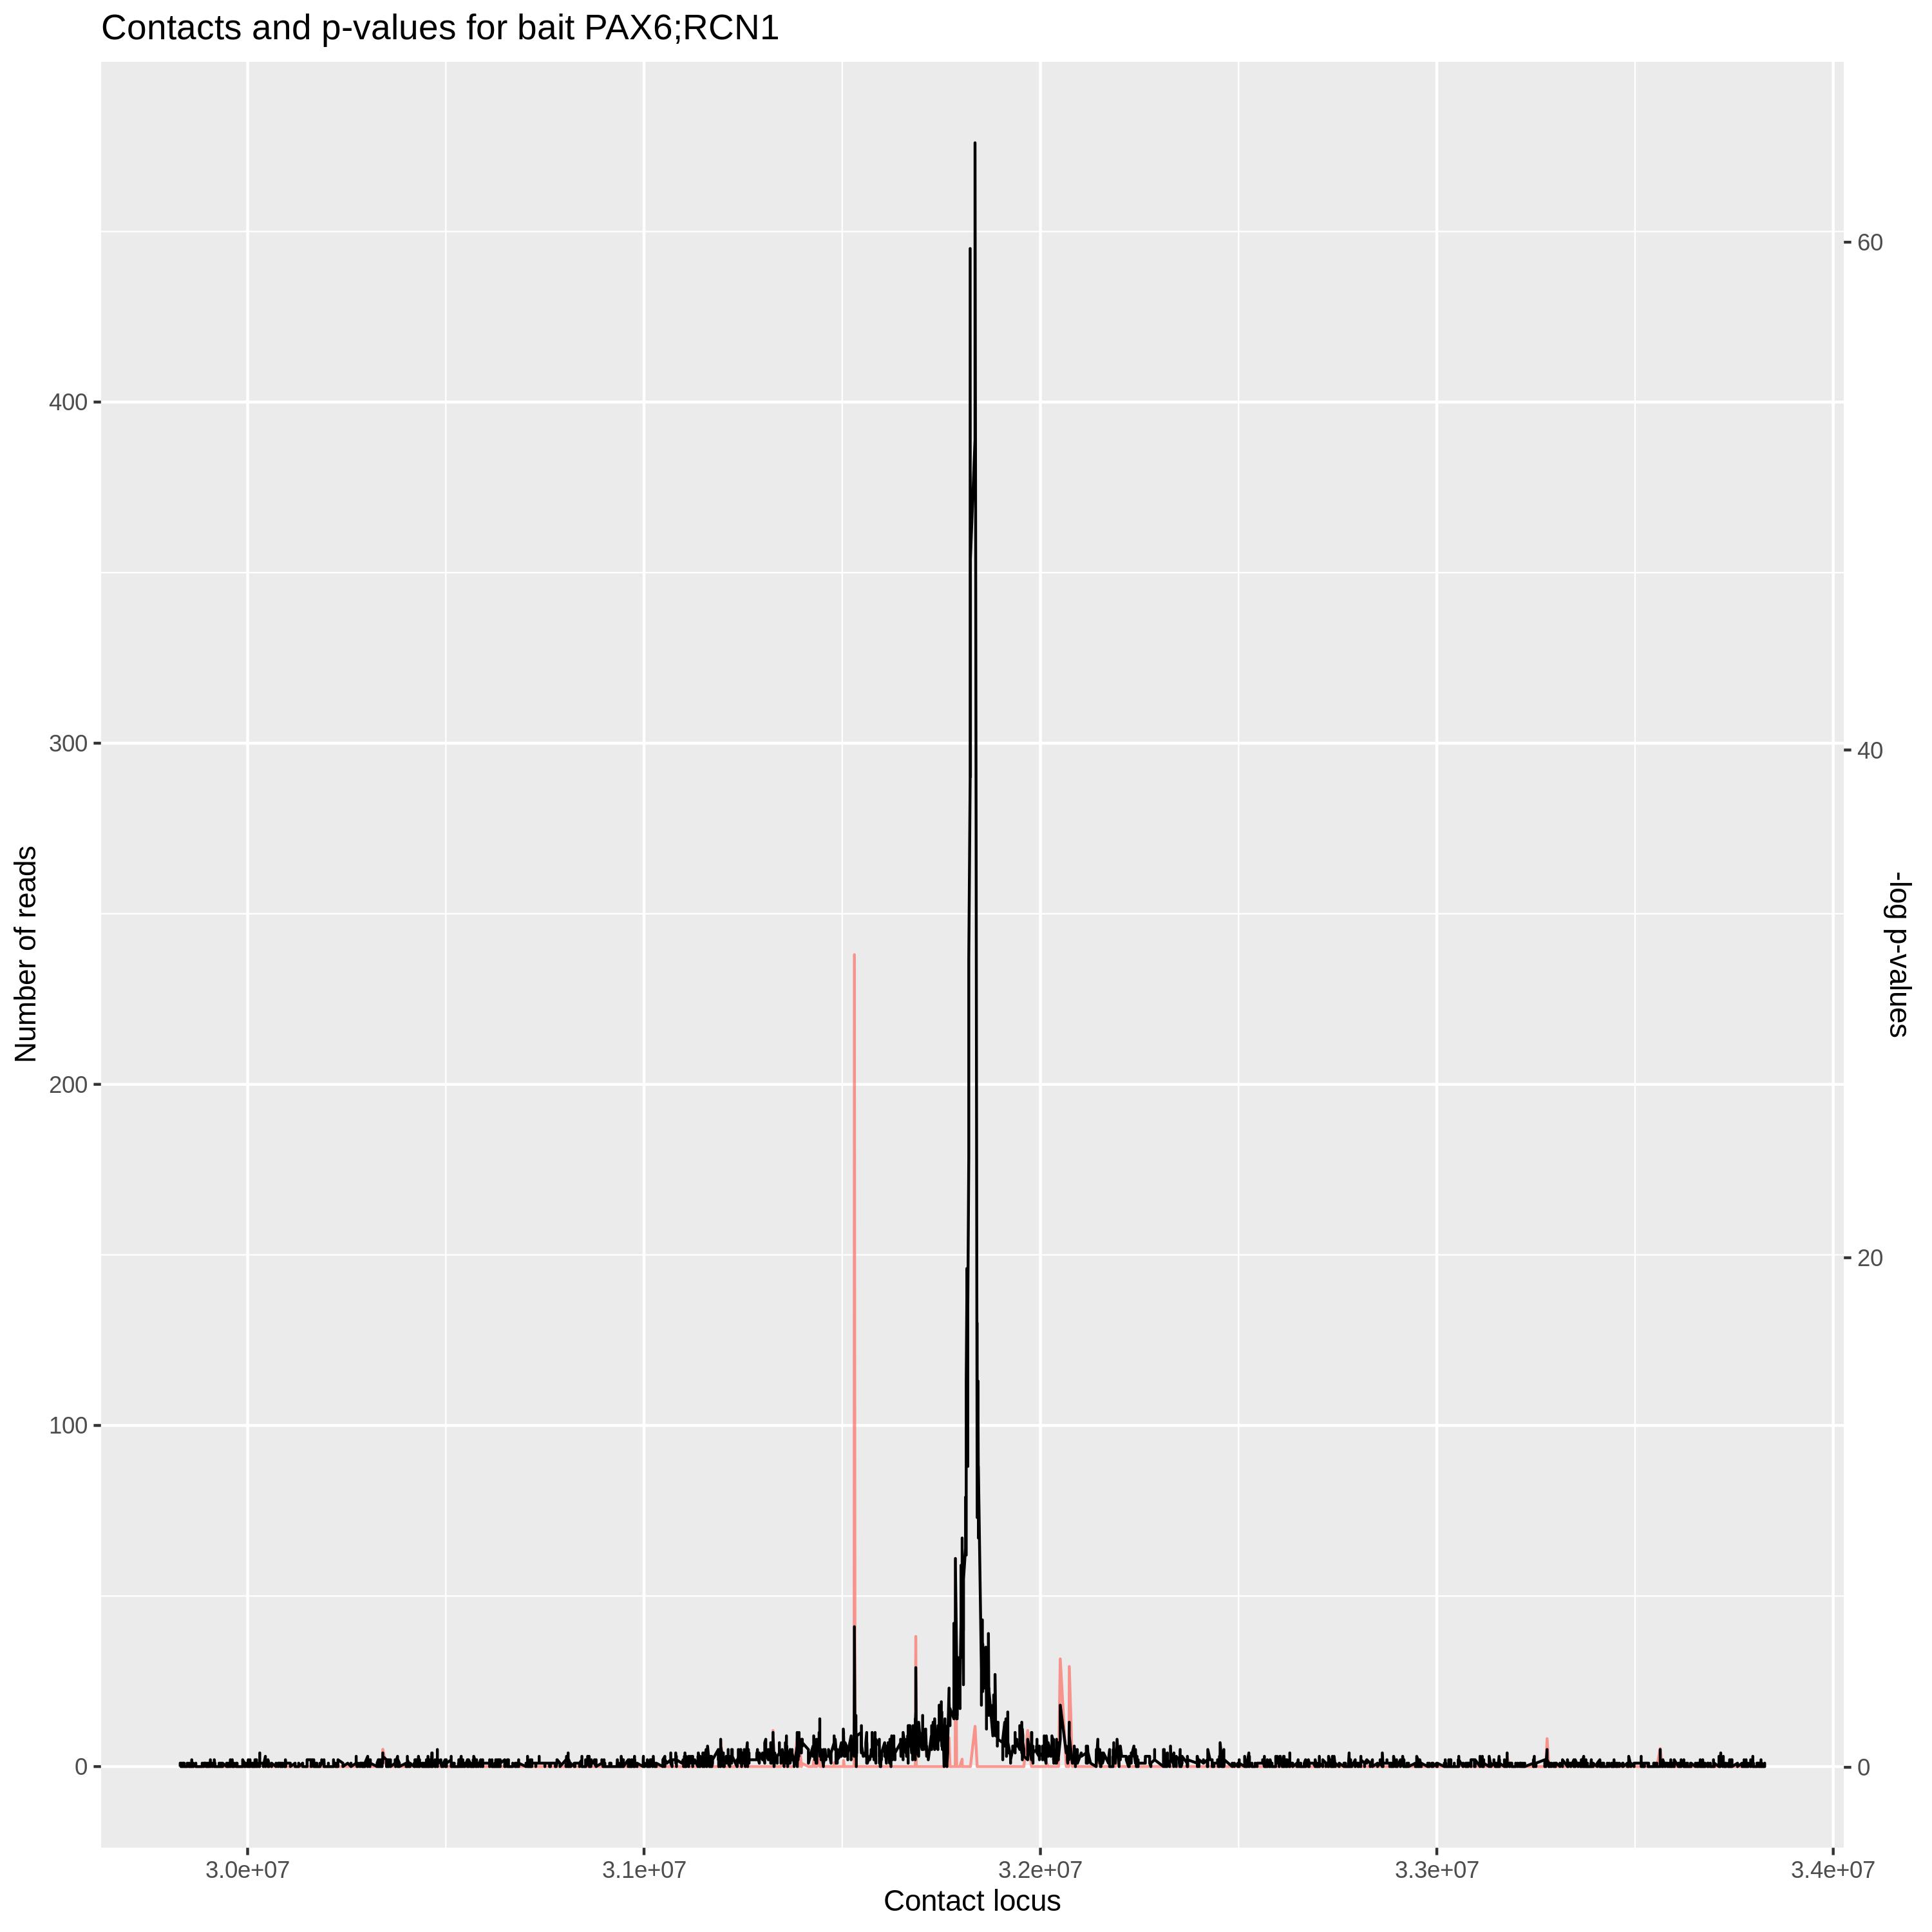 Contacts and p-values for bait PAX6;RCN1
Number of reads
400
300
200
100
0
60
40
20
0
-log p-values
3.0e+07
3.1e+07
3.2e+07
3.3e+07
3.4e+07
Contact locus